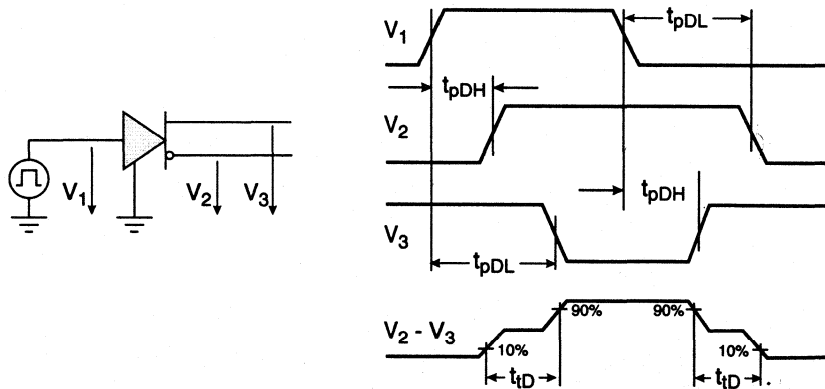 V1
V2
V3
V1
tpDL
tpDH
V2
tpDH
V3
tpDL
V2 - V3
90%
90%
10%
10%
ttD
ttD